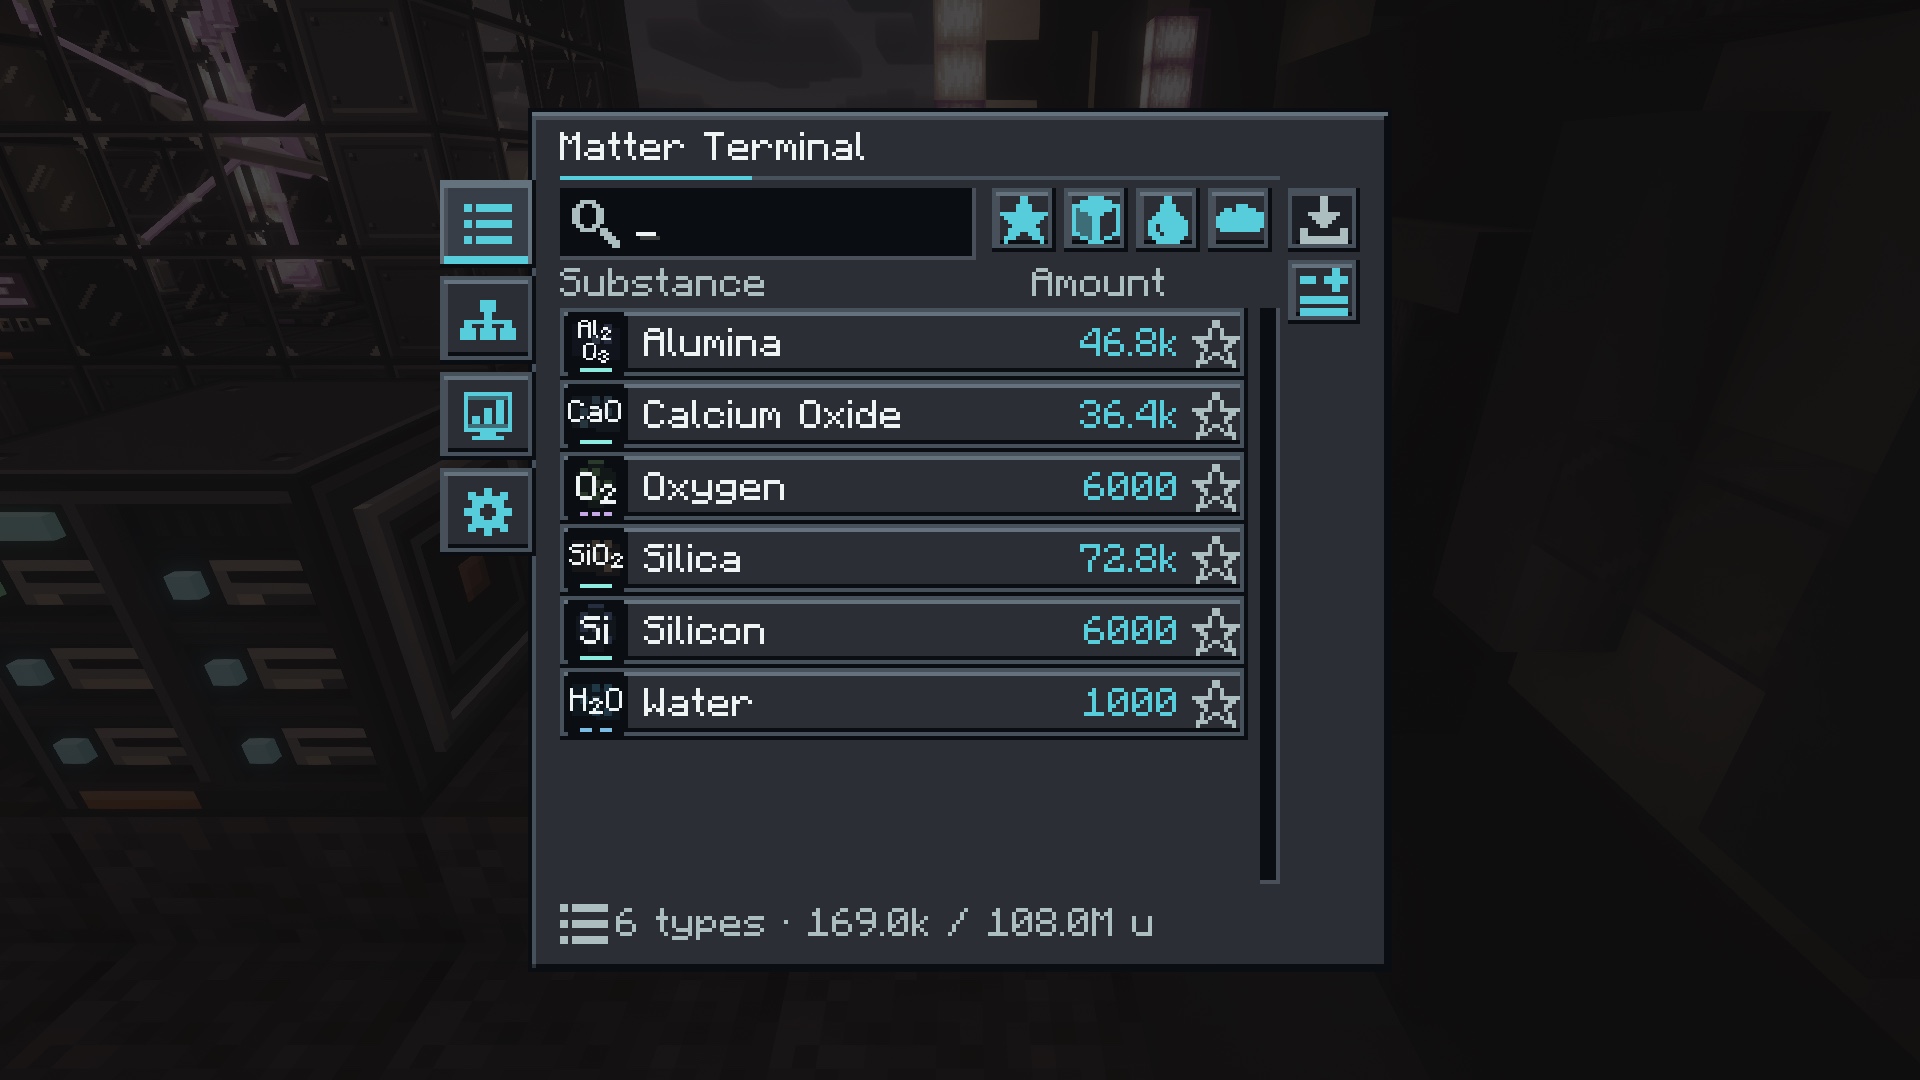 Matter Terminal
Substance Amount
Al₂O₃ Alumina 46.8k
CaO Calcium Oxide 36.4k
O₂ Oxygen 6000
SiO₂ Silica 72.8k
Si Silicon 6000
H₂O Water 1000
6 types · 169.0k / 108.0M u